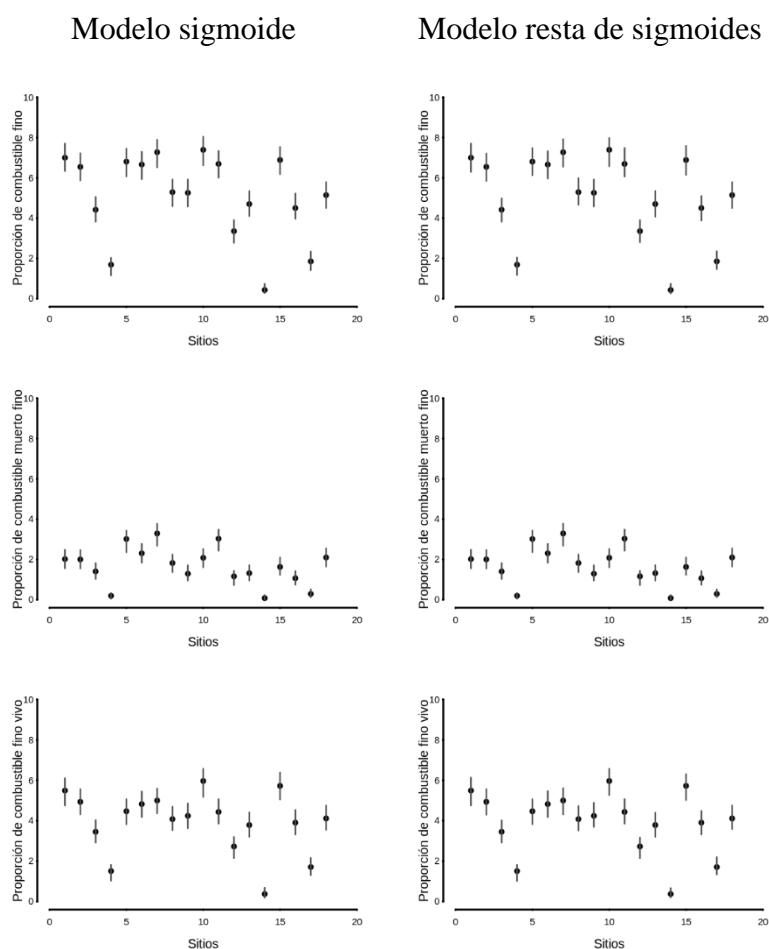 Modelo sigmoide
Modelo resta de sigmoides
Proporción de combustible fino
10
8
6
4
2
0
0 5 10 15 20
Sitios
Proporción de combustible fino
10
8
6
4
2
0
0 5 10 15 20
Sitios
Proporción de combustible muerto fino
10
8
6
4
2
0
0 5 10 15 20
Sitios
Proporción de combustible muerto fino
10
8
6
4
2
0
0 5 10 15 20
Sitios
Proporción de combustible fino vivo
10
8
6
4
2
0
0 5 10 15 20
Sitios
Proporción de combustible fino vivo
10
8
6
4
2
0
0 5 10 15 20
Sitios